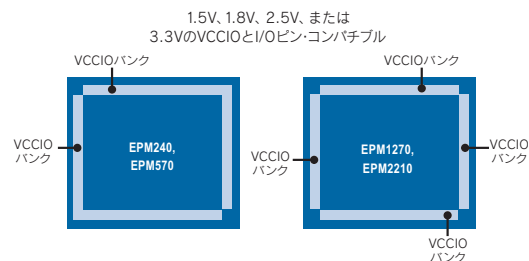 1.5V、1.8V、2.5V、または
3.3VのVCCIOとI/Oピン・コンパチブル
VCCIOバンク
VCCIO
バンク
EPM240,
EPM570
VCCIOバンク
VCCIO
バンク
EPM1270,
EPM2210
VCCIO
バンク
VCCIO
バンク